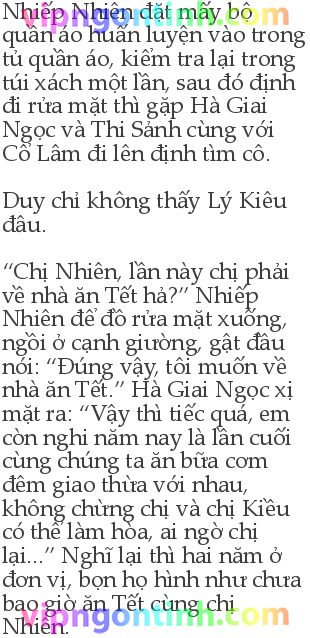 vipngontinh.com
Nhiếp Nhiên đặt mấy bộ
quần áo huấn luyện vào trong
tủ quần áo, kiểm tra lại trong
túi xách một lần, sau đó định
đi rửa mặt thì gặp Hà Giai
Ngọc và Thi Sảnh cùng với
Cổ Lâm đi lên định tìm cô.
Duy chỉ không thấy Lý Kiêu
đâu.
“Chị Nhiên, lần này chị phải
về nhà ăn Tết hả?” Nhiếp
Nhiên để đồ rửa mặt xuống,
ngồi ở cạnh giường, gật đầu
nói: “Đúng vậy, tôi muốn về
nhà ăn Tết.” Hà Giai Ngọc xị
mặt ra: “Vậy thì tiếc quá, em
còn nghi năm nay là lần cuối
cùng chúng ta ăn bữa cơm
đêm giao thừa với nhau,
không chừng chị và chị Kiều
có thể làm hòa, ai ngờ chị
lại...” Nghĩ lại thì hai năm ở
đơn vị, bọn họ hình như chưa
bao giờ ăn Tết cùng chị
Nhiên.
vipngontinh.com